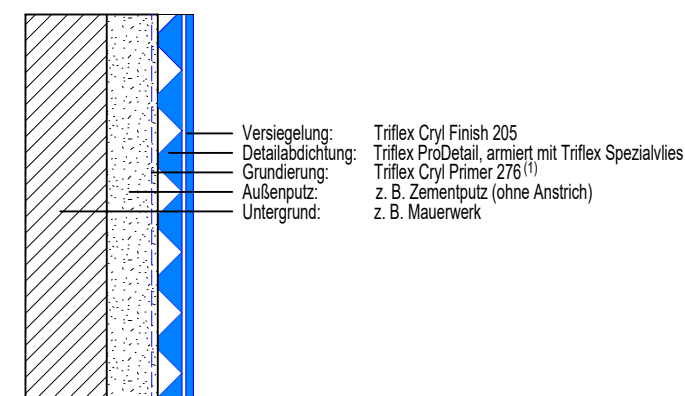 Versiegelung: Triflex Cryl Finish 205
Detailabdichtung: Triflex ProDetail, armiert mit Triflex Spezialvlies
Grundierung: Triflex Cryl Primer 276 (1)
Außenputz: z. B. Zementputz (ohne Anstrich)
Untergrund: z. B. Mauerwerk